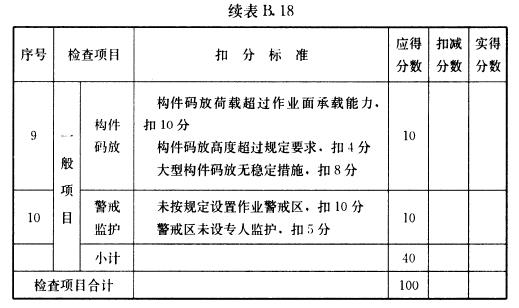 续表 B.18
序号 检查项目 扣分标准 应得分数 扣减分数 实得分数
9 一般项目 构件码放 构件码放荷载超过作业面承载能力,扣10分
构件码放高度超过规定要求,扣4分
大型构件码放无稳定措施,扣8分 10
10 警戒监护 未按规定设置作业警戒区,扣10分
警戒区未设专人监护,扣5分 10
小计 40
检查项目合计 100